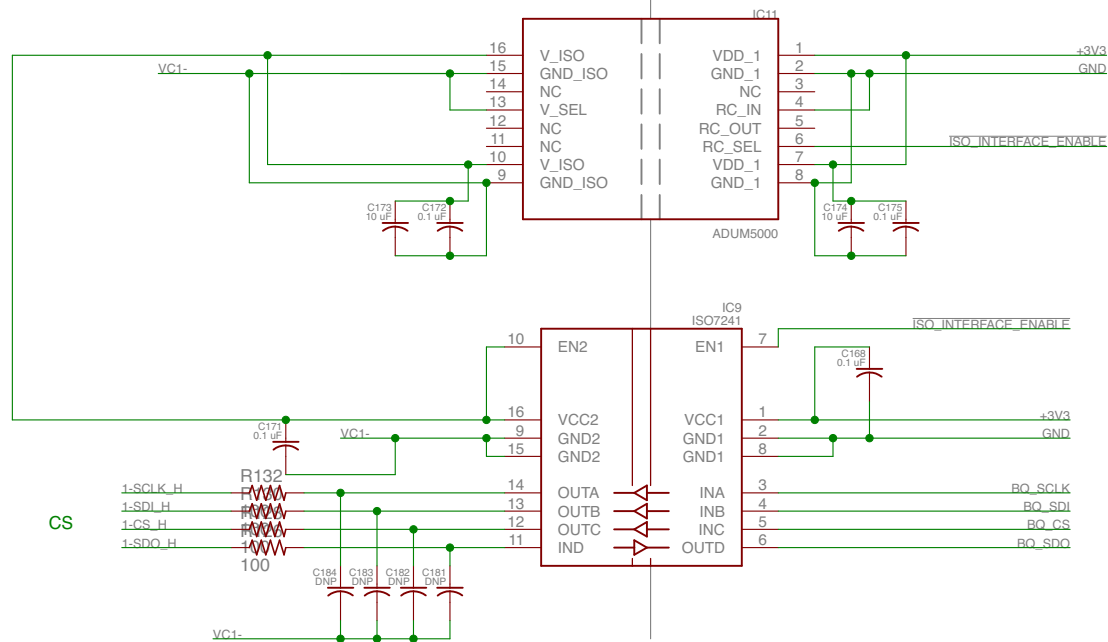 IC11
16 V_ISO VDD_1 1 +3V3
VC1- 15 GND_ISO GND_1 2 GND
14 NC NC 3
13 V_SEL RC_IN 4
12 NC RC_OUT 5
11 NC RC_SEL 6 ISO_INTERFACE_ENABLE
10 V_ISO VDD_1 7
9 GND_ISO GND_1 8
C173 C172 C174 C175
10 uF 0.1 uF 10 uF 0.1 uF
ADUM5000
IC9
ISO7241
ISO_INTERFACE_ENABLE
10 EN2 EN1 7
C168
0.1 uF
16 VCC2 VCC1 1 +3V3
C171
0.1 uF
VC1- 9 GND2 GND1 2 GND
15 GND2 GND1 8
R132
1-SCLK_H 14 OUTA INA 3 BQ_SCLK
1-SDI_H 13 OUTB INB 4 BQ_SDI
CS
1-CS_H 12 OUTC INC 5 BQ_CS
1-SDO_H 11 IND OUTD 6 BQ_SDO
100
C184 C183 C182 C181
DNP DNP DNP DNP
VC1-